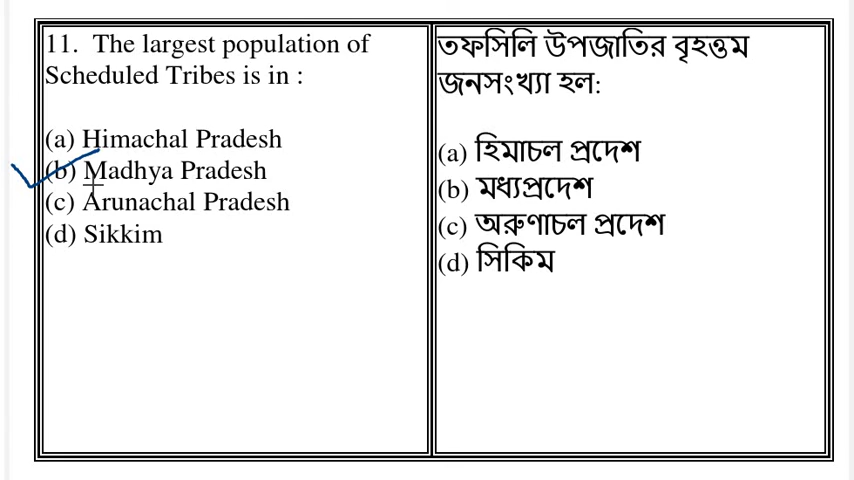 11. The largest population of
Scheduled Tribes is in :
(a) Himachal Pradesh
(b) Madhya Pradesh
(c) Arunachal Pradesh
(d) Sikkim
তফসিলি উপজাতির বৃহত্তম
জনসংখ্যা হল:
(a) হিমাচল প্রদেশ
(b) মধ্যপ্রদেশ
(c) অরুণাচল প্রদেশ
(d) সিকিম